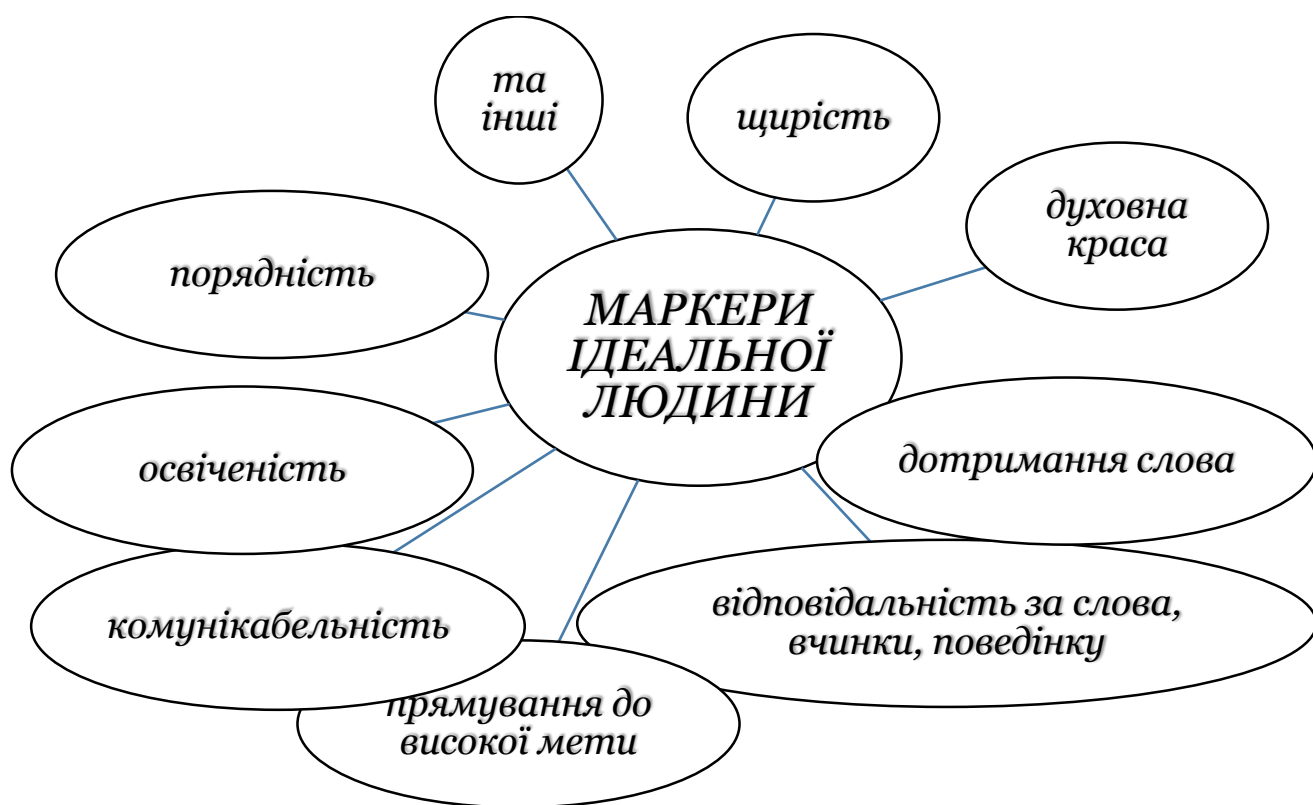 та
інші
щирість
духовна
краса
порядність
МАРКЕРИ
ІДЕАЛЬНОЇ
ЛЮДИНИ
освіченість
дотримання слова
комунікабельність
відповідальність за слова,
вчинки, поведінку
прямування до
високої мети